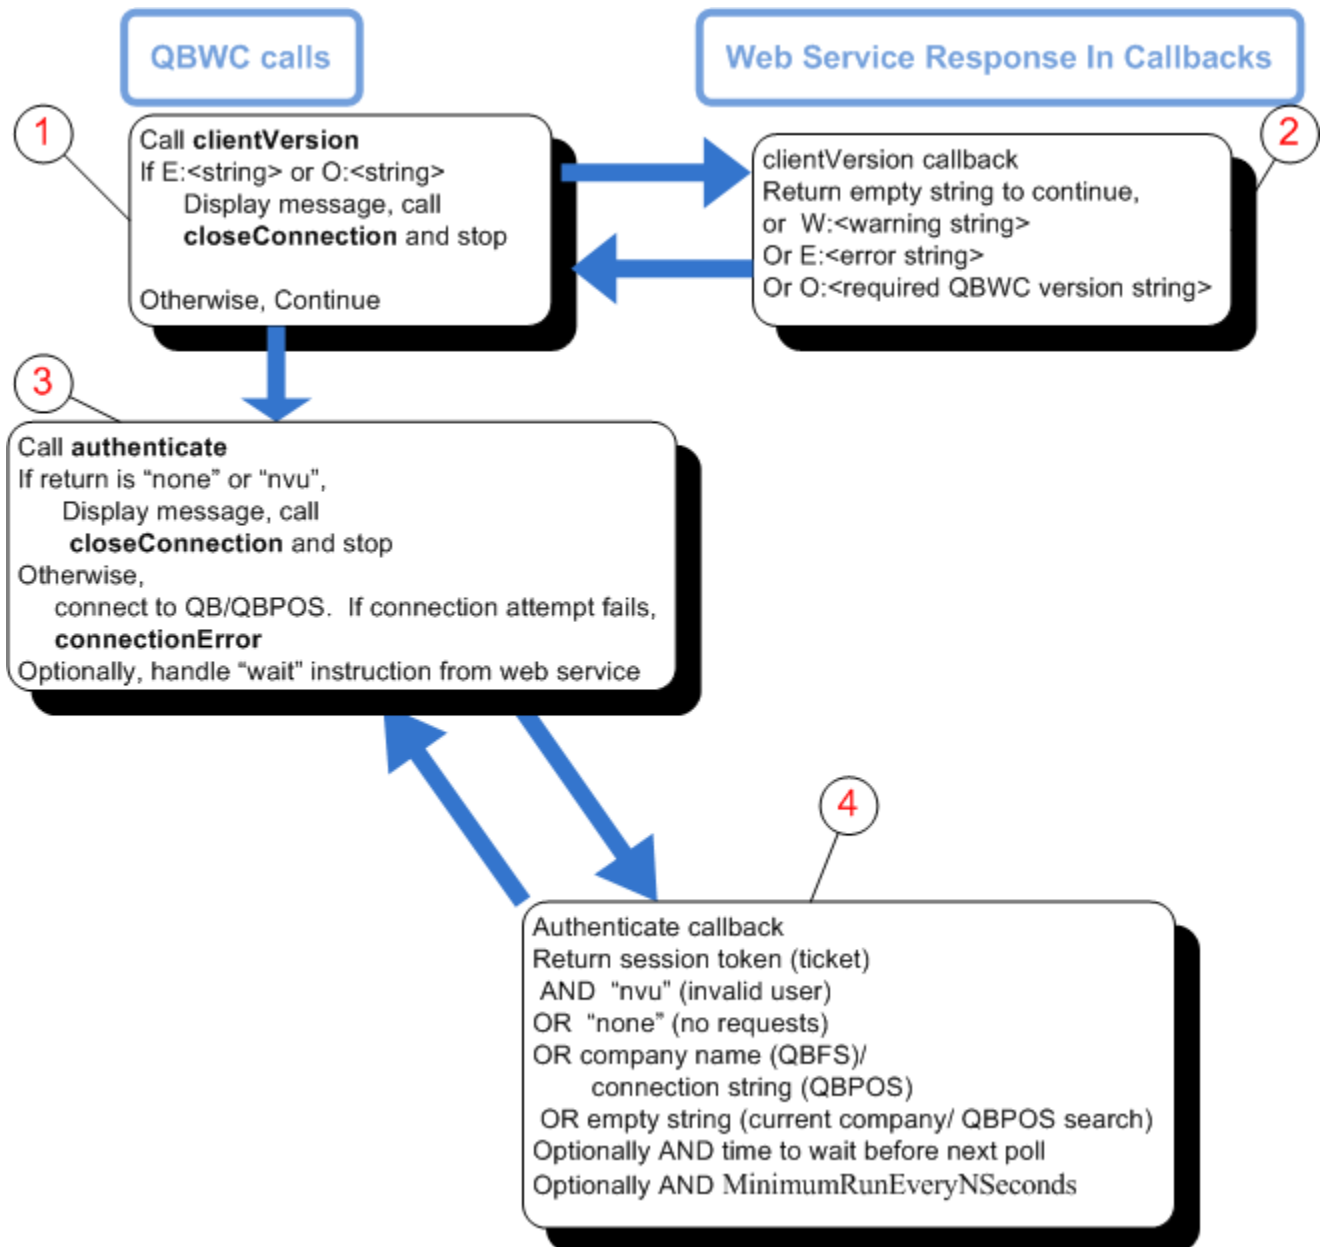 QBWC calls
Web Service Response In Callbacks
1
Call clientVersion
If E:<string> or O:<string>
Display message, call
closeConnection and stop
Otherwise, Continue
2
clientVersion callback
Return empty string to continue,
or W:<warning string>
Or E:<error string>
Or O:<required QBWC version string>
3
Call authenticate
If return is “none” or “nvu”,
Display message, call
closeConnection and stop
Otherwise,
connect to QB/QBPOS. If connection attempt fails,
connectionError
Optionally, handle “wait” instruction from web service
4
Authenticate callback
Return session token (ticket)
AND “nvu” (invalid user)
OR “none” (no requests)
OR company name (QBFS)/
connection string (QBPOS)
OR empty string (current company/ QBPOS search)
Optionally AND time to wait before next poll
Optionally AND MinimumRunEveryNSeconds